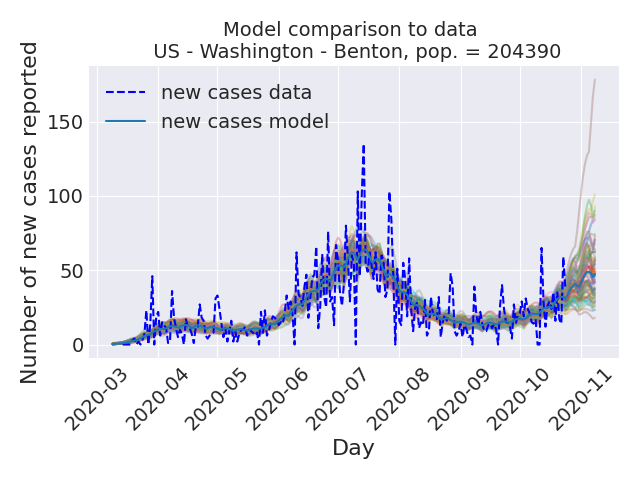 Model comparison to data
US - Washington - Benton, pop. = 204390
new cases data
new cases model
Number of new cases reported
150
100
50
0
2020-03
2020-04
2020-05
2020-06
2020-07
2020-08
2020-09
2020-10
2020-11
Day